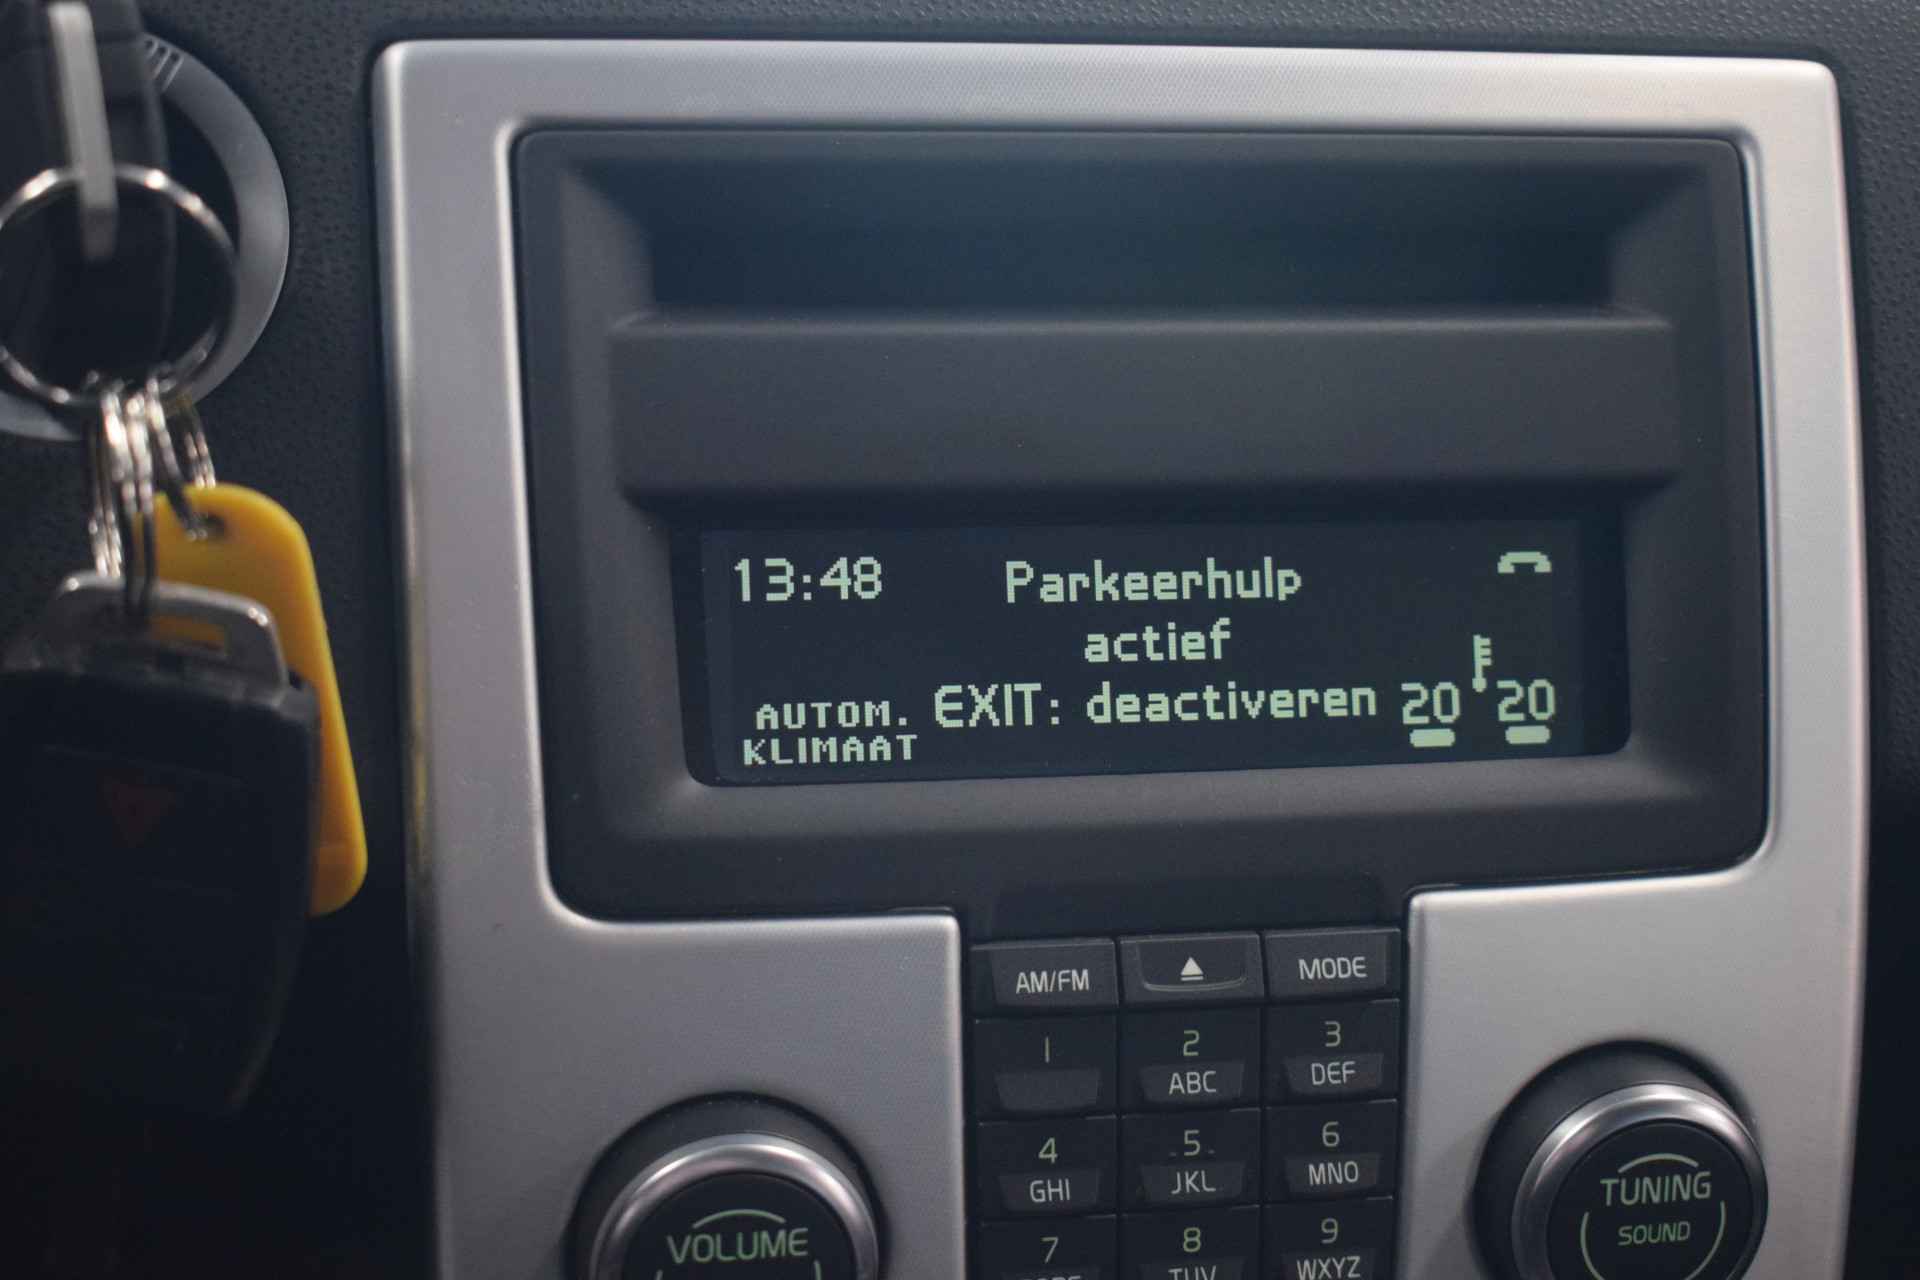 13:48 Parkeerhulp
actief
AUTOM. EXIT: deactiveren 20 20
KLIMAAT
AM/FM MODE
1 2 3
ABC DEF
4 5 6
GHI JKL MNO
TUNING
SOUND
VOLUME
7 8 9
TUV WXYZ